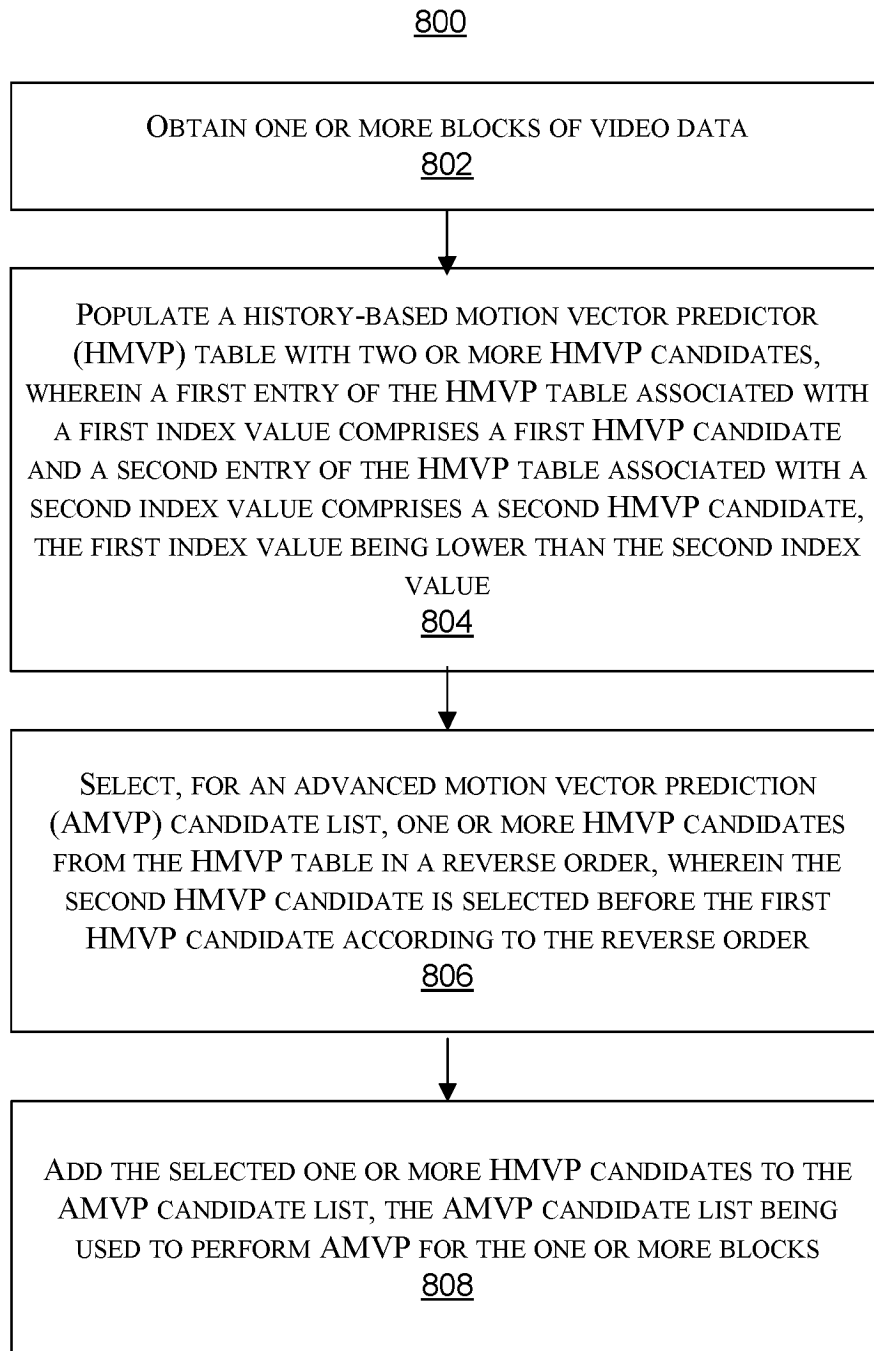 800
OBTAIN ONE OR MORE BLOCKS OF VIDEO DATA
802
POPULATE A HISTORY-BASED MOTION VECTOR PREDICTOR
(HMVP) TABLE WITH TWO OR MORE HMVP CANDIDATES,
WHEREIN A FIRST ENTRY OF THE HMVP TABLE ASSOCIATED WITH
A FIRST INDEX VALUE COMPRISES A FIRST HMVP CANDIDATE
AND A SECOND ENTRY OF THE HMVP TABLE ASSOCIATED WITH A
SECOND INDEX VALUE COMPRISES A SECOND HMVP CANDIDATE,
THE FIRST INDEX VALUE BEING LOWER THAN THE SECOND INDEX
VALUE
804
SELECT, FOR AN ADVANCED MOTION VECTOR PREDICTION
(AMVP) CANDIDATE LIST, ONE OR MORE HMVP CANDIDATES
FROM THE HMVP TABLE IN A REVERSE ORDER, WHEREIN THE
SECOND HMVP CANDIDATE IS SELECTED BEFORE THE FIRST
HMVP CANDIDATE ACCORDING TO THE REVERSE ORDER
806
ADD THE SELECTED ONE OR MORE HMVP CANDIDATES TO THE
AMVP CANDIDATE LIST, THE AMVP CANDIDATE LIST BEING
USED TO PERFORM AMVP FOR THE ONE OR MORE BLOCKS
808